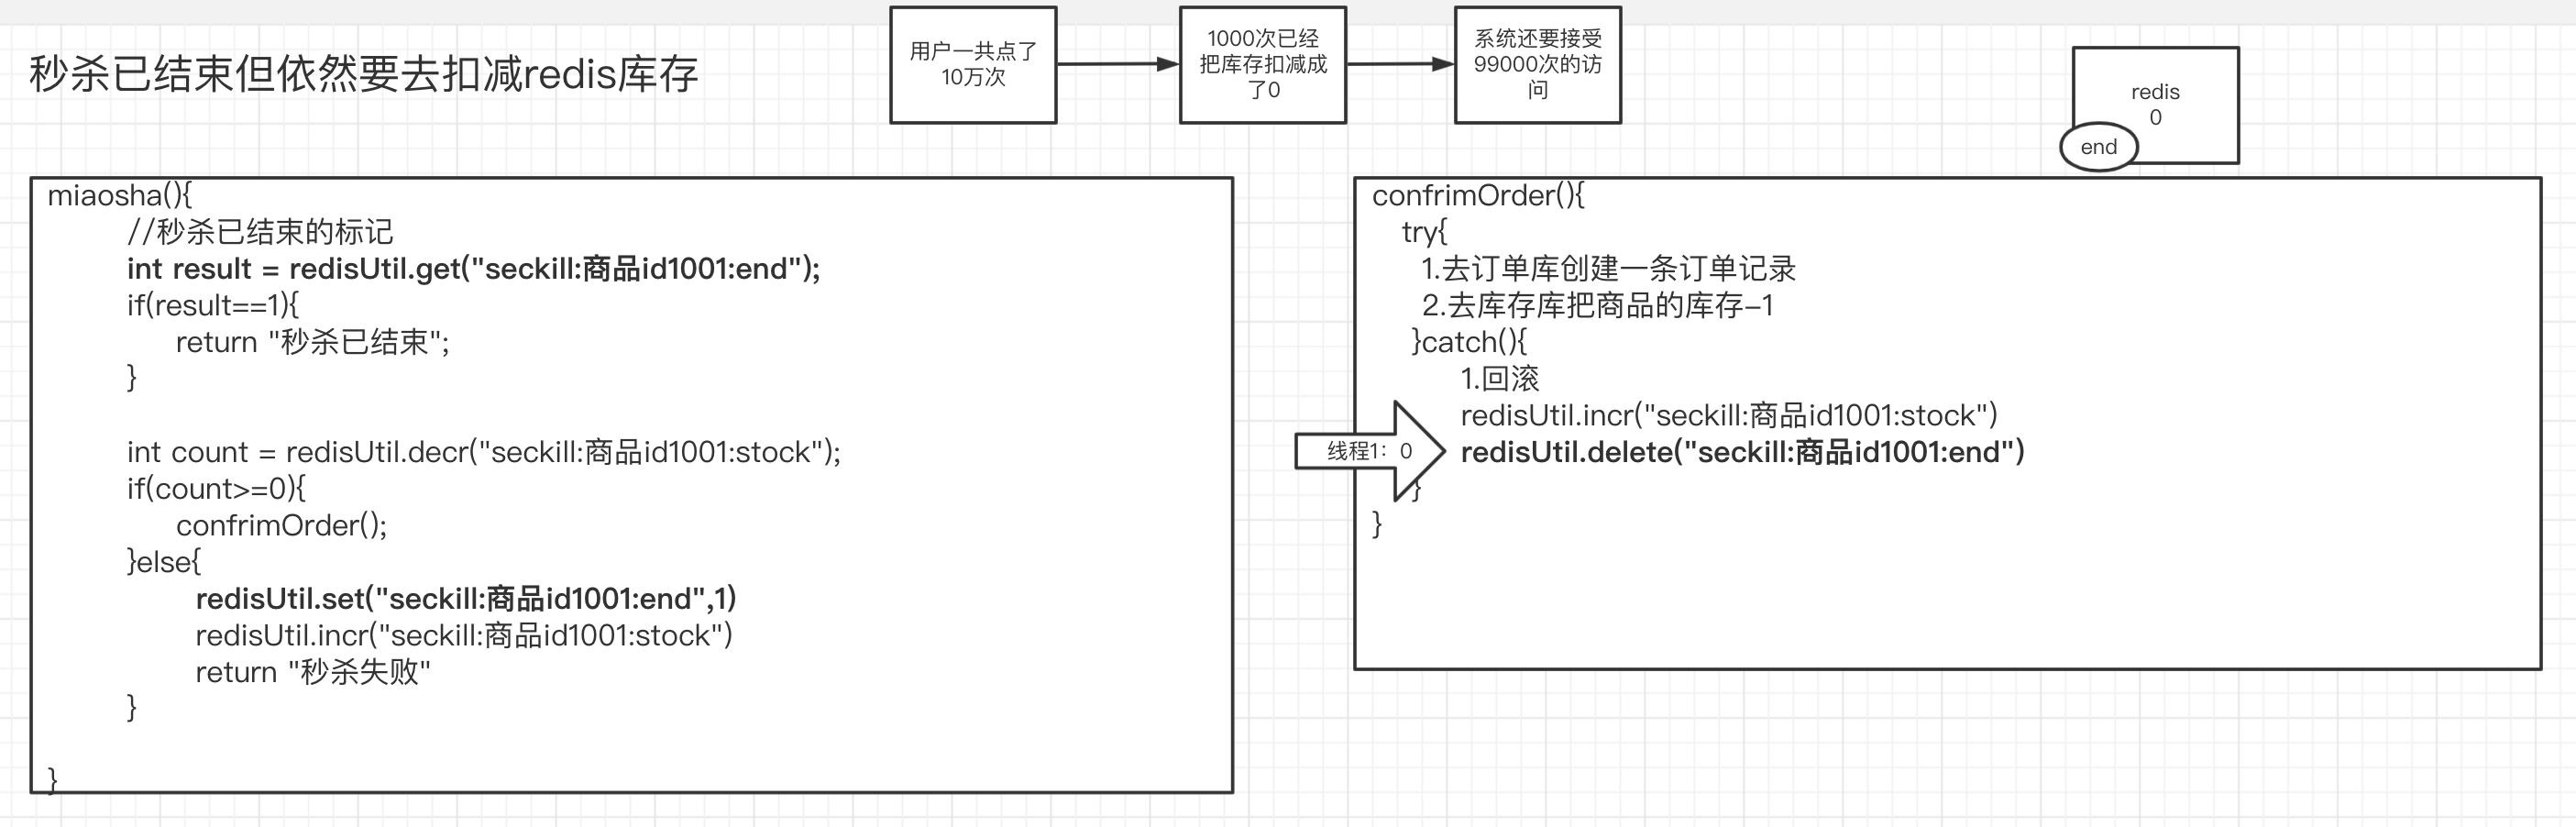 秒杀已结束但依然要去扣减redis库存
用户一共点了
10万次
1000次已经
把库存扣减成
了0
系统还要接受
99000次的访
问
redis
0
end
miaosha(){
//秒杀已结束的标记
int result = redisUtil.get("seckill:商品id1001:end");
if(result==1){
return "秒杀已结束";
}
int count = redisUtil.decr("seckill:商品id1001:stock");
if(count>=0){
confrimOrder();
}else{
redisUtil.set("seckill:商品id1001:end",1)
redisUtil.incr("seckill:商品id1001:stock")
return "秒杀失败"
}
}
confrimOrder(){
try{
1.去订单库创建一条订单记录
2.去库存库把商品的库存-1
}catch(){
1.回滚
redisUtil.incr("seckill:商品id1001:stock")
redisUtil.delete("seckill:商品id1001:end")
}
}
线程1：0